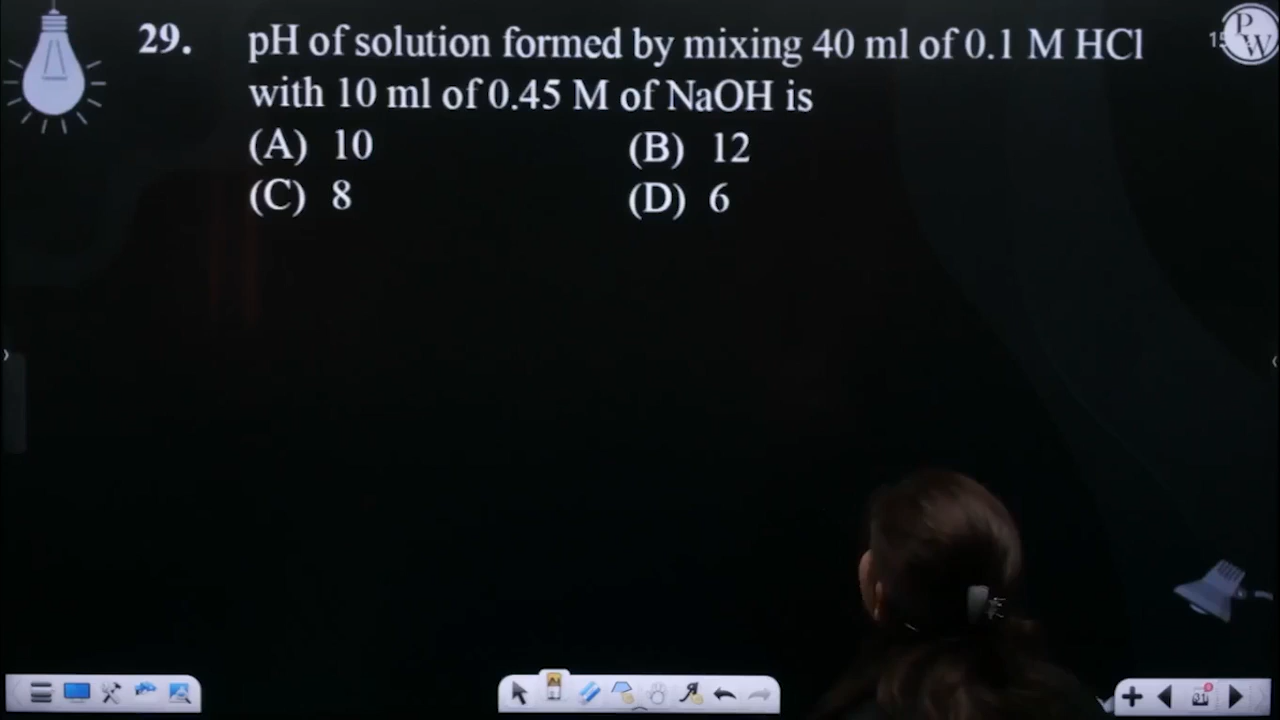 29. pH of solution formed by mixing 40 ml of 0.1 M HCl
with 10 ml of 0.45 M of NaOH is
(A) 10 (B) 12
(C) 8 (D) 6
PW